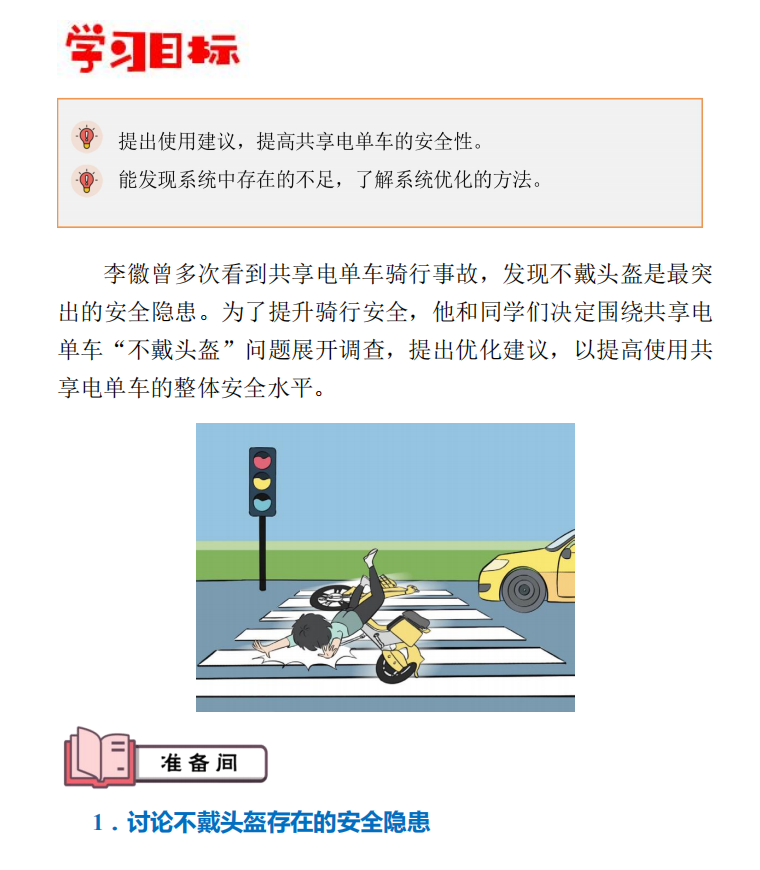 学习目标
提出使用建议，提高共享电单车的安全性。
能发现系统中存在的不足，了解系统优化的方法。
李徽曾多次看到共享电单车骑行事故，发现不戴头盔是最突
出的安全隐患。为了提升骑行安全，他和同学们决定围绕共享电
单车“不戴头盔”问题展开调查，提出优化建议，以提高使用共
享电单车的整体安全水平。
准备间
1．讨论不戴头盔存在的安全隐患